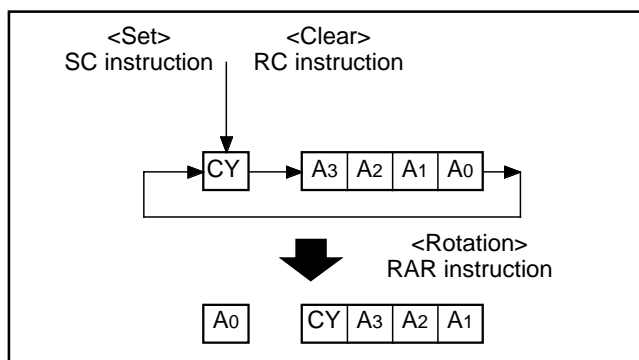 <Set> <Clear>
SC instruction RC instruction
CY A3 A2 A1 A0
<Rotation>
RAR instruction
A0 CY A3 A2 A1